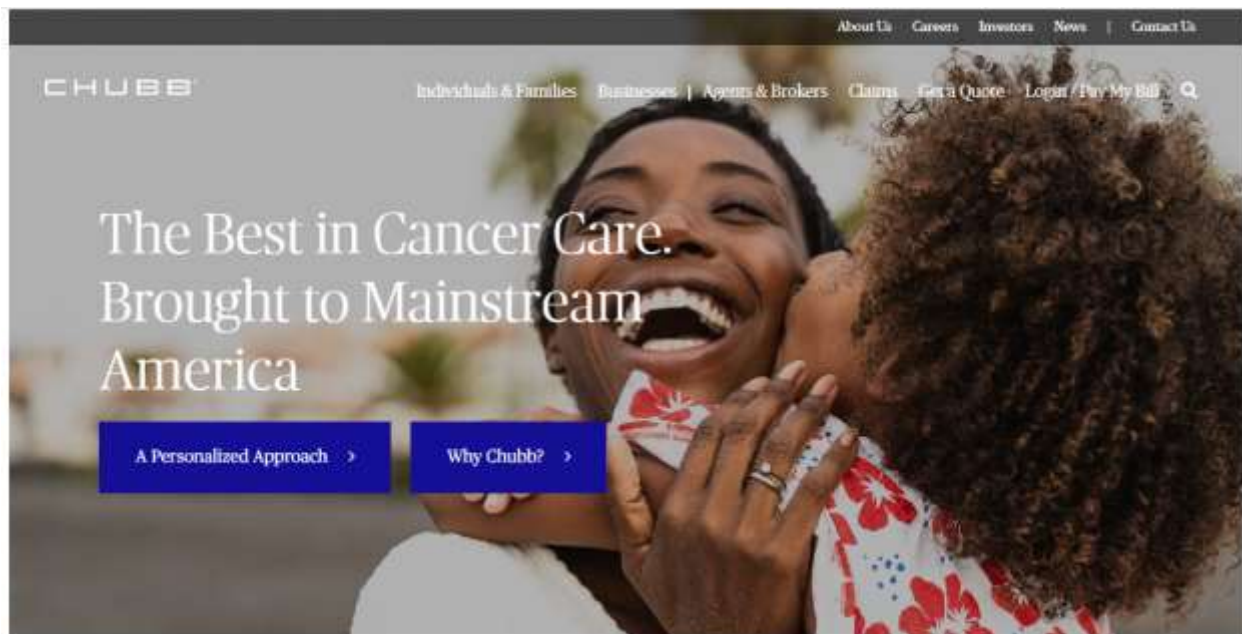 About Us Careers Investors News | Contact Us
CHUBB
Individuals & Families Businesses | Agents & Brokers Claims Get a Quote Login / Pay My Bill
The Best in Cancer Care.
Brought to Mainstream
America
A Personalized Approach >
Why Chubb? >